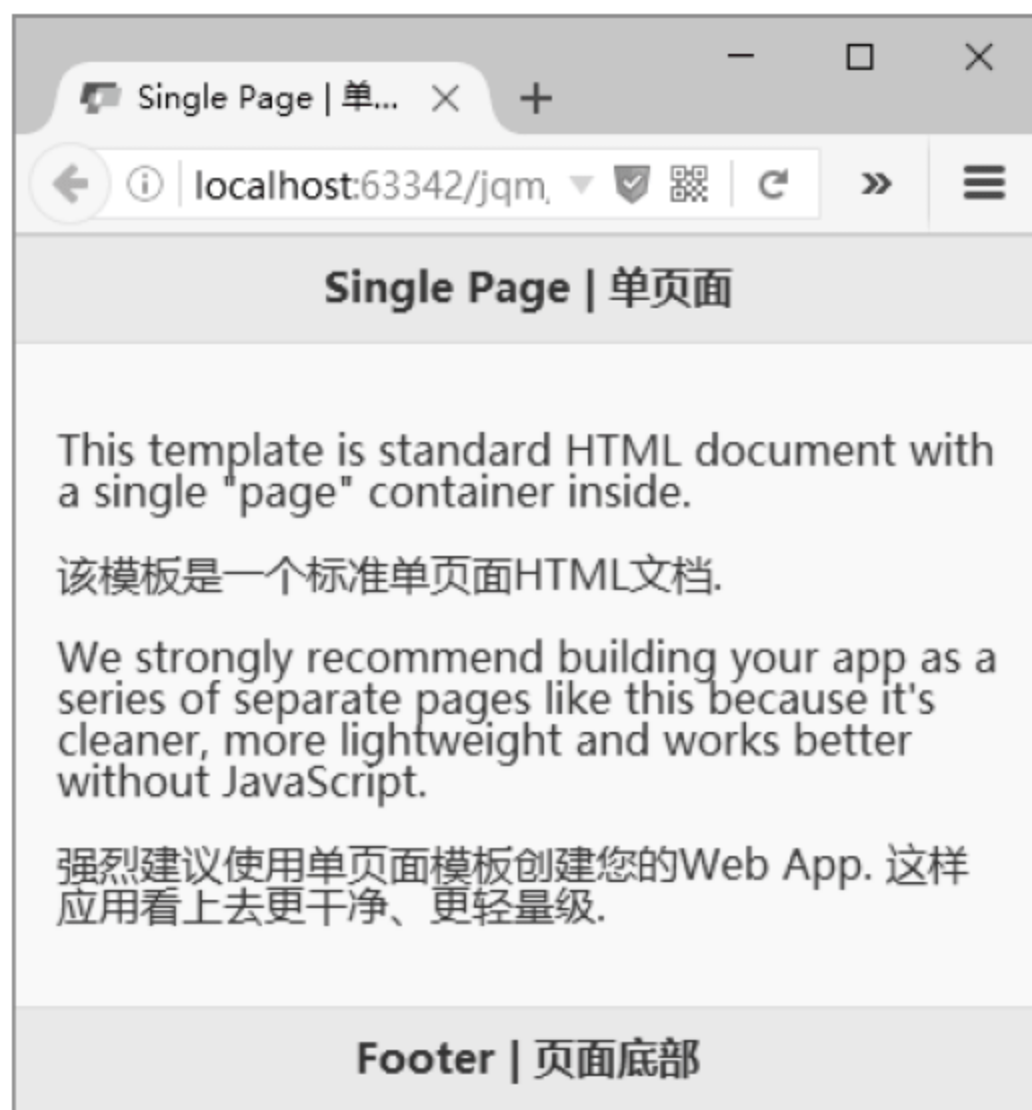 Single Page | 单...
localhost:63342/jqm
Single Page | 单页面
This template is standard HTML document with
a single "page" container inside.
该模板是一个标准单页面HTML文档.
We strongly recommend building your app as a
series of separate pages like this because it's
cleaner, more lightweight and works better
without JavaScript.
强烈建议使用单页面模板创建您的Web App. 这样
应用看上去更干净、更轻量级.
Footer | 页面底部